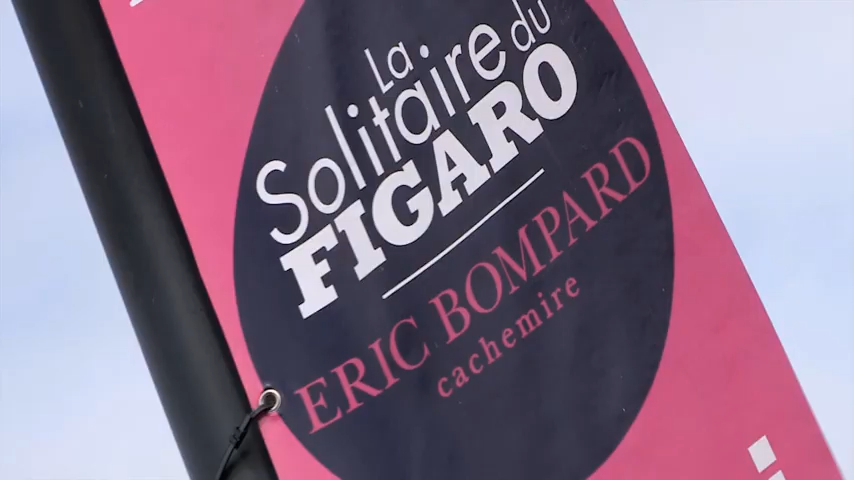 La
Solitaire du
FIGARO
ERIC BOMPARD
cachemire